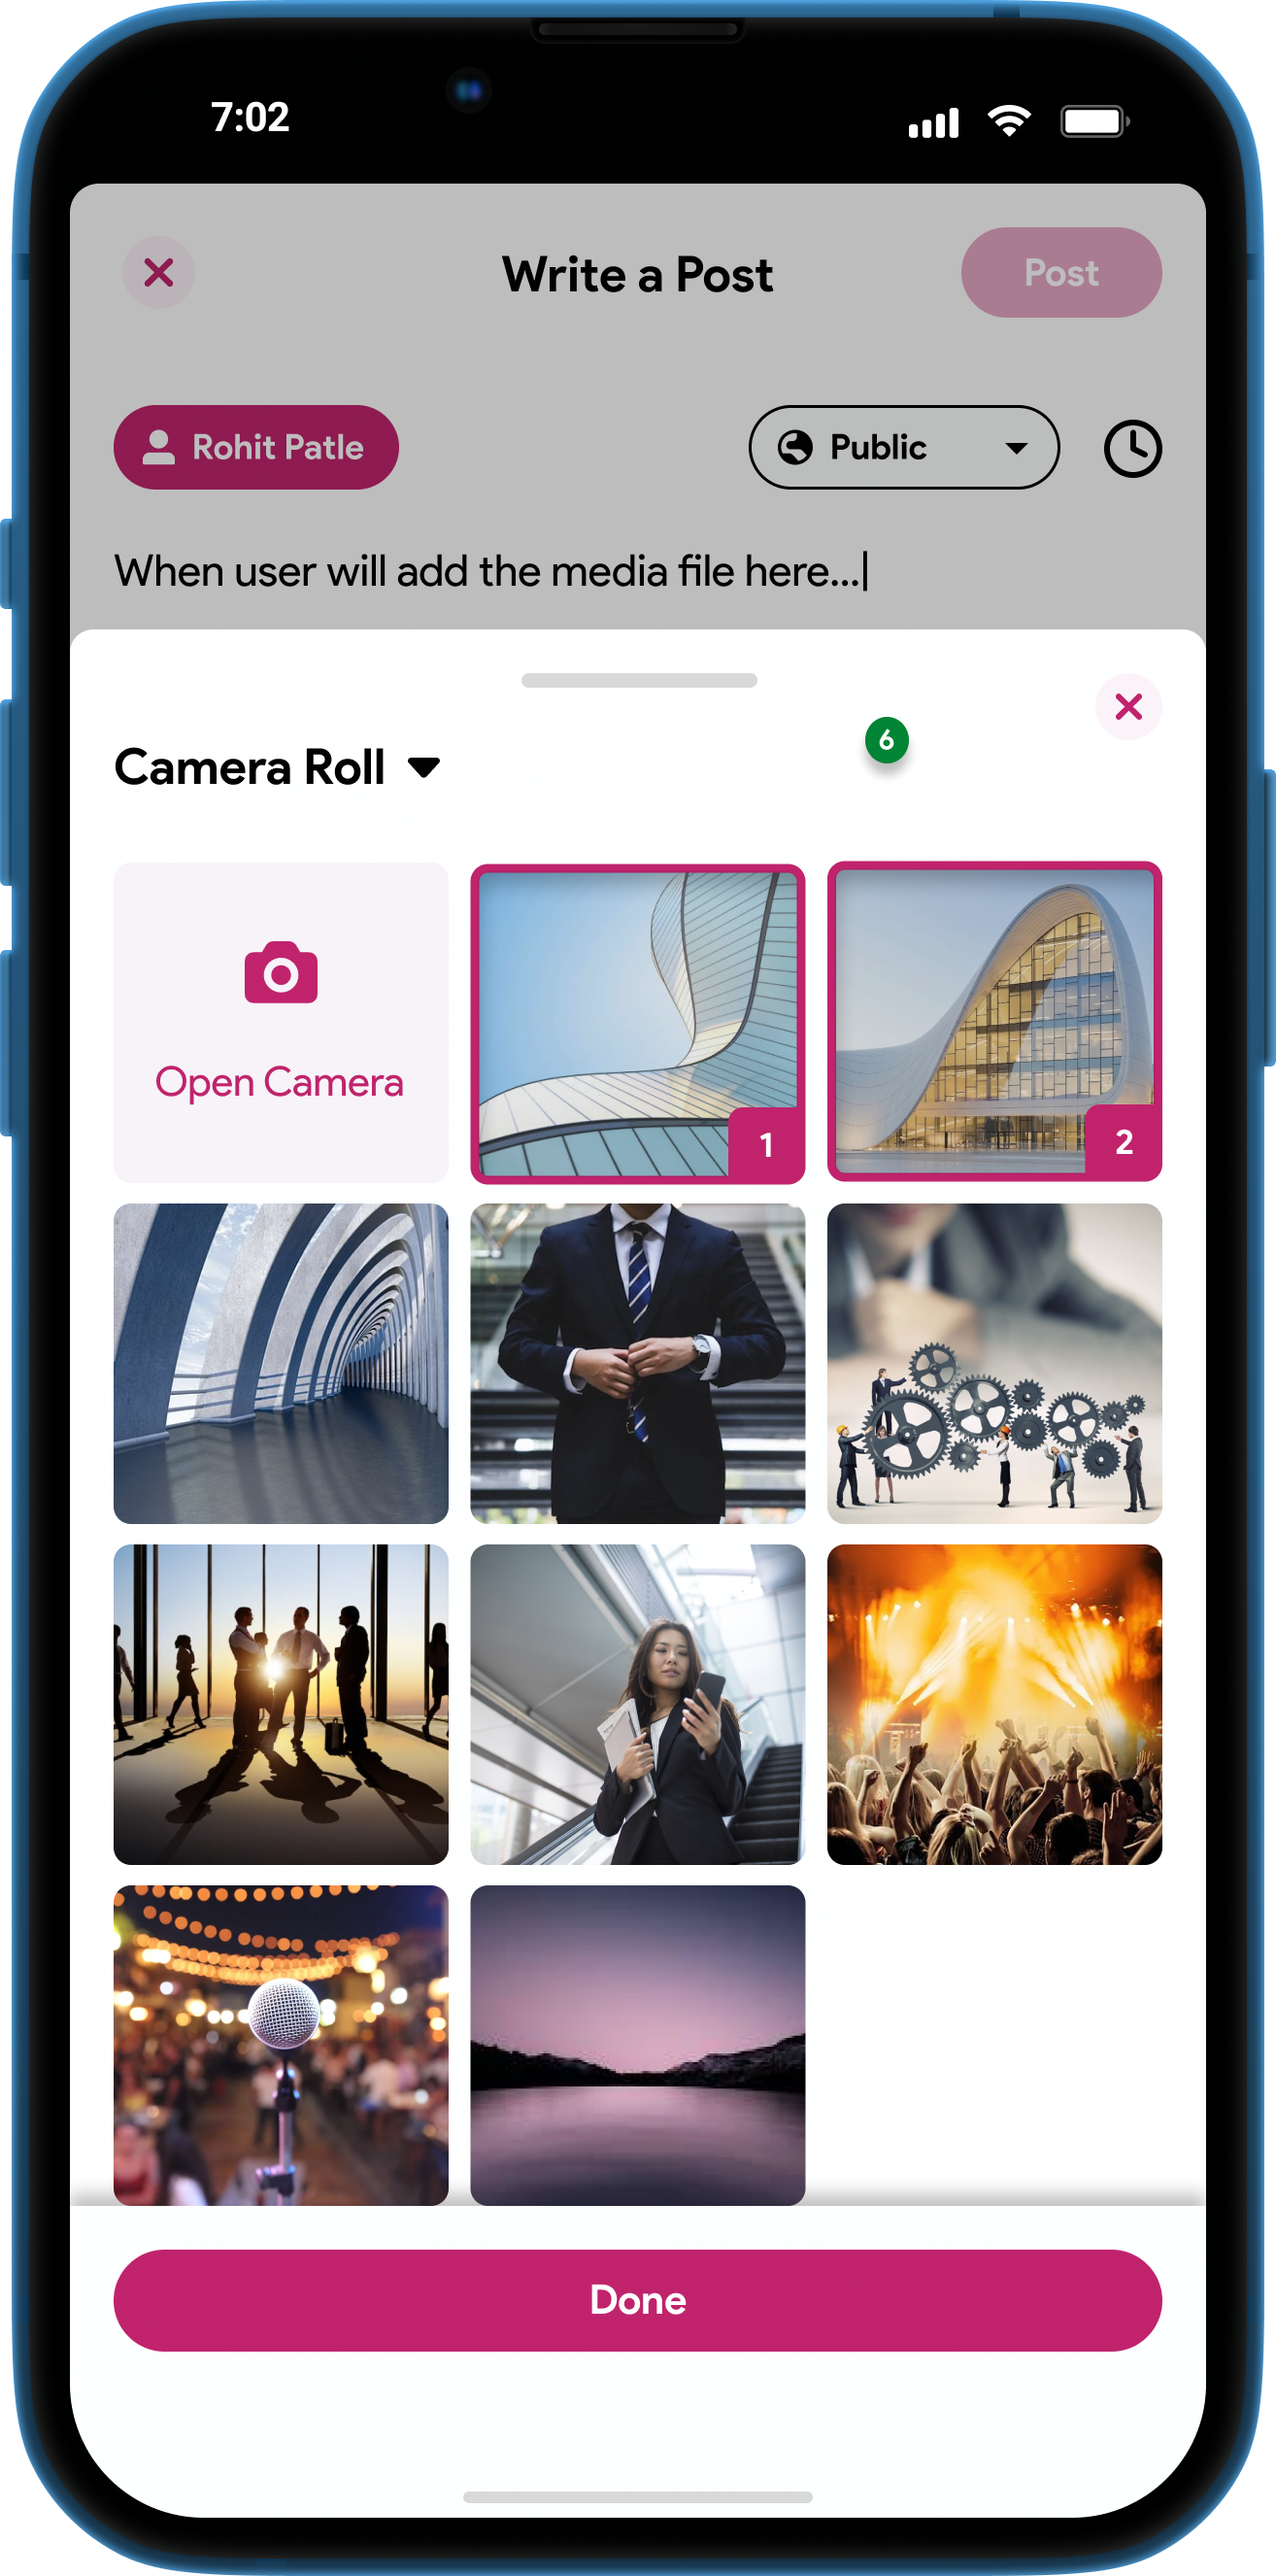 7:02
Write a Post
Post
Rohit Patle
Public
When user will add the media file here...
6
Camera Roll
Open Camera
1
2
Done